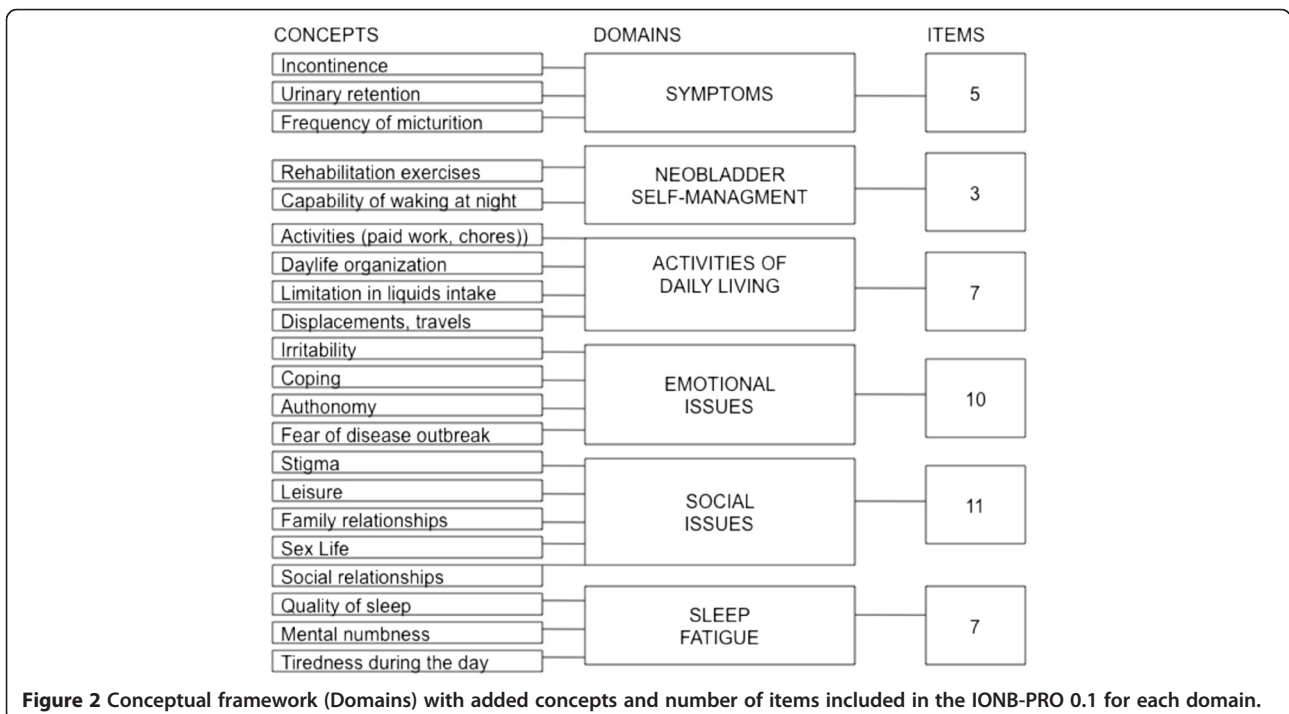 CONCEPTS DOMAINS ITEMS
Incontinence
Urinary retention
Frequency of micturition
SYMPTOMS
5
Rehabilitation exercises
Capability of waking at night
NEOBLADDER
SELF-MANAGMENT
3
Activities (paid work, chores))
Daylife organization
Limitation in liquids intake
Displacements, travels
ACTIVITIES OF
DAILY LIVING
7
Irritability
Coping
Authonomy
Fear of disease outbreak
EMOTIONAL
ISSUES
10
Stigma
Leisure
Family relationships
Sex Life
Social relationships
SOCIAL
ISSUES
11
Quality of sleep
Mental numbness
Tiredness during the day
SLEEP
FATIGUE
7
Figure 2 Conceptual framework (Domains) with added concepts and number of items included in the IONB-PRO 0.1 for each domain.